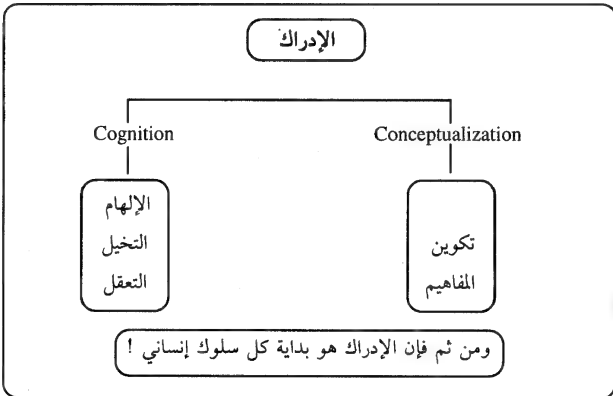 الإدراك
Cognition
Conceptualization
الإلهام
التخيل
التعقل
تكوين
المفاهيم
ومن ثم فإن الإدراك هو بداية كل سلوك إنساني !